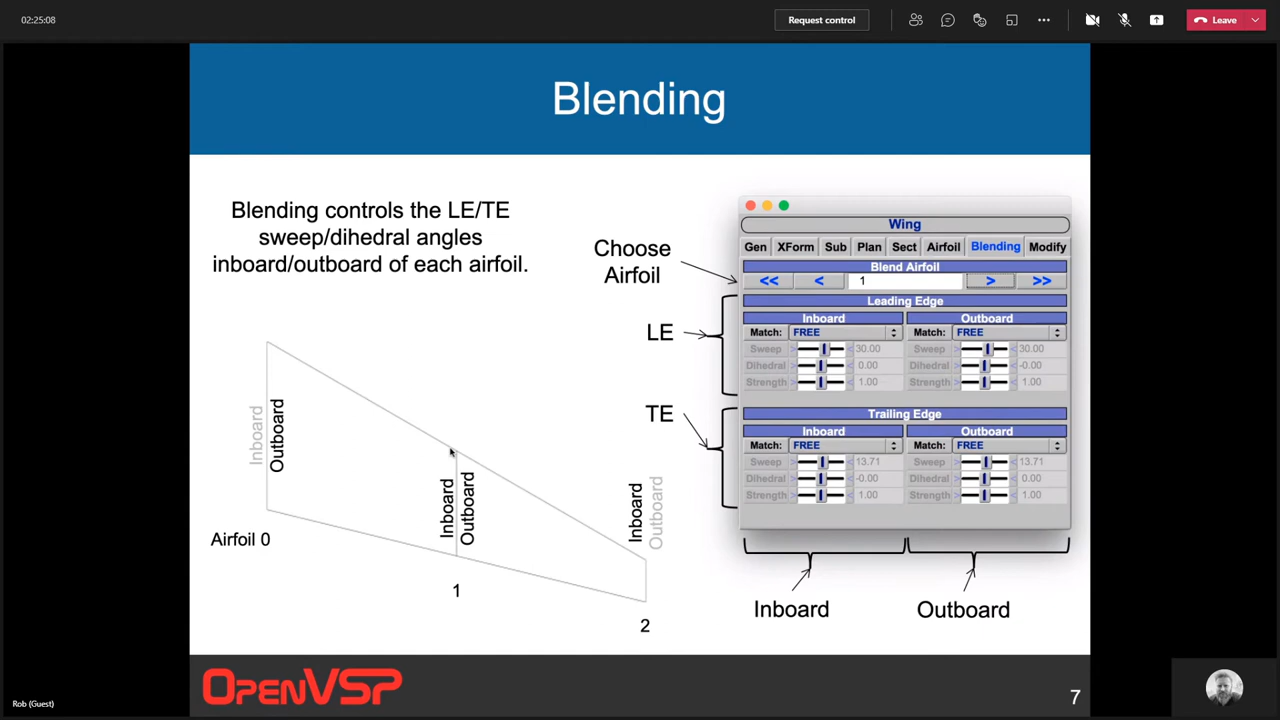 02:25:08
Request control
Leave
Blending
Blending controls the LE/TE
sweep/dihedral angles
inboard/outboard of each airfoil.
Choose
Airfoil
LE
TE
Inboard
Outboard
Airfoil 0
Inboard
Outboard
1
Inboard
Outboard
2
Wing
Gen XForm Sub Plan Sect Airfoil Blending Modify
Blend Airfoil
<< < 1 > >>
Leading Edge
Inboard Outboard
Match: FREE Match: FREE
Sweep > < 30.00 Sweep > < 30.00
Dihedral > < 0.00 Dihedral > < -0.00
Strength > < 1.00 Strength > < 1.00
Trailing Edge
Inboard Outboard
Match: FREE Match: FREE
Sweep > < 13.71 Sweep > < 13.71
Dihedral > < -0.00 Dihedral > < 0.00
Strength > < 1.00 Strength > < 1.00
Inboard Outboard
OpenVSP
7
Rob (Guest)